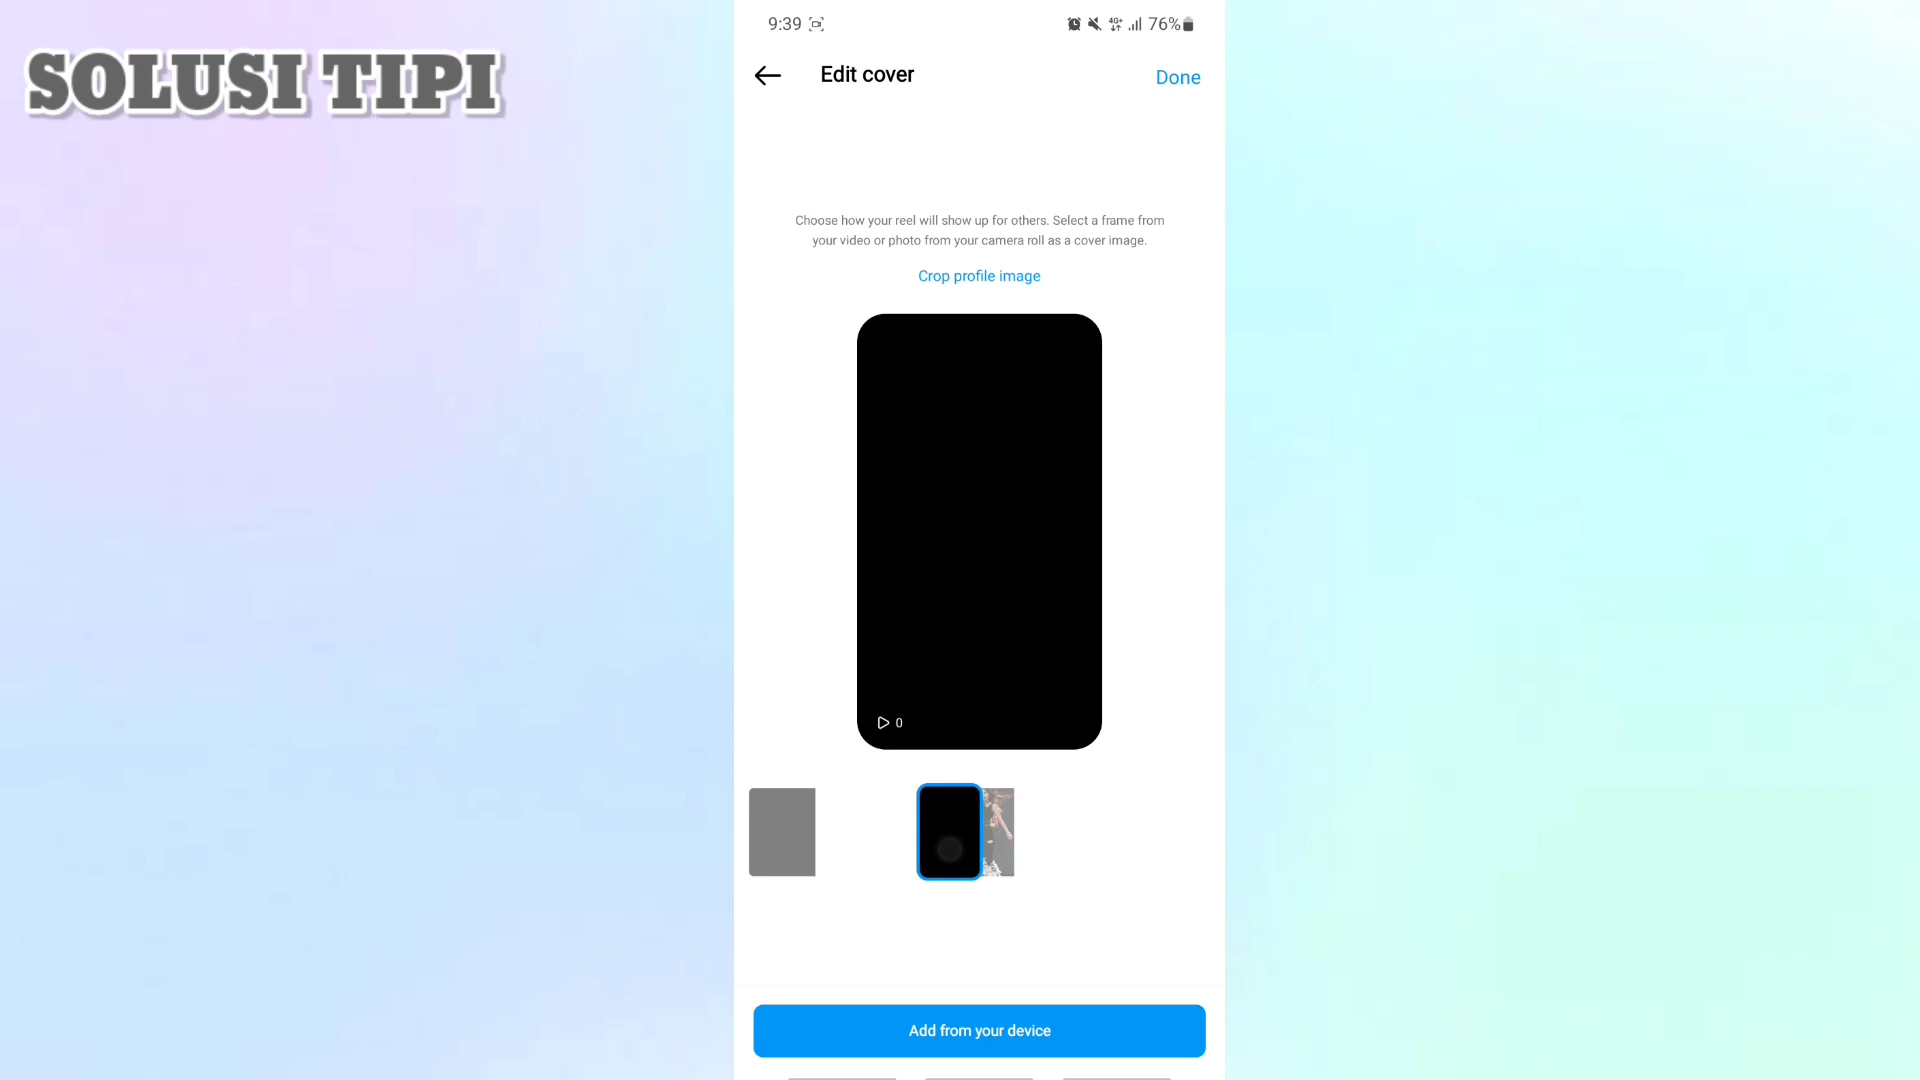 SOLUSI TIPI
9:39
4G+
76%
Edit cover
Done
Choose how your reel will show up for others. Select a frame from
your video or photo from your camera roll as a cover image.
Crop profile image
0
Add from your device